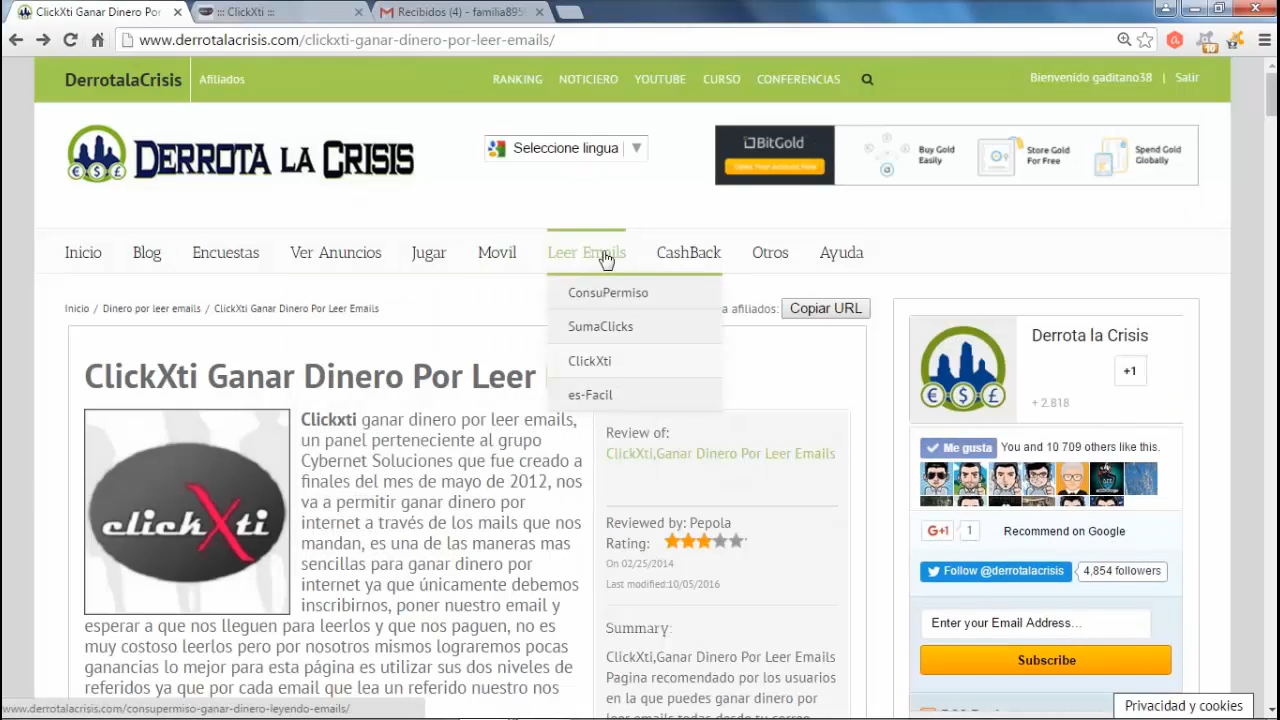 ClickXti Ganar Dinero Por
::: ClickXti :::
Recibidos (4) - familia895
www.derrotalacrisis.com/clickxti-ganar-dinero-por-leer-emails/
10
DerrotalaCrisis
Afiliados
RANKING NOTICIERO YOUTUBE CURSO CONFERENCIAS
Bienvenido gaditano38 | Salir
DERROTA LA CRISIS
Seleccione lingua
BitGold
Buy Gold Easily
Store Gold For Free
Spend Gold Globally
Inicio Blog Encuestas Ver Anuncios Jugar Movil Leer Emails CashBack Otros Ayuda
ConsuPermiso
SumaClicks
ClickXti
es-Facil
Inicio / Dinero por leer emails / ClickXti Ganar Dinero Por Leer Emails
a afiliados: Copiar URL
ClickXti Ganar Dinero Por Leer
clickXti
Clickxti ganar dinero por leer emails,
un panel perteneciente al grupo
Cybernet Soluciones que fue creado a
finales del mes de mayo de 2012, nos
va a permitir ganar dinero por
internet a través de los mails que nos
mandan, es una de las maneras mas
sencillas para ganar dinero por
internet ya que únicamente debemos
inscribirnos, poner nuestro email y
esperar a que nos lleguen para leerlos y que nos paguen, no es
muy costoso leerlos pero por nosotros mismos lograremos pocas
ganancias lo mejor para esta página es utilizar sus dos niveles de
referidos ya que por cada email que lea un referido nuestro nos
Review of:
ClickXti,Ganar Dinero Por Leer Emails
Reviewed by: Pepola
Rating:
On 02/25/2014
Last modified:10/05/2016
Summary:
ClickXti,Ganar Dinero Por Leer Emails
Pagina recomendado por los usuarios
en la que puedes ganar dinero por
leer emails todas desde tu correo
Derrota la Crisis
+1
+ 2.818
Me gusta You and 10 709 others like this.
G+1 1 Recommend on Google
Follow @derrotalacrisis 4,854 followers
Enter your Email Address...
Subscribe
Privacidad y cookies
www.derrotalacrisis.com/consupermiso-ganar-dinero-leyendo-emails/